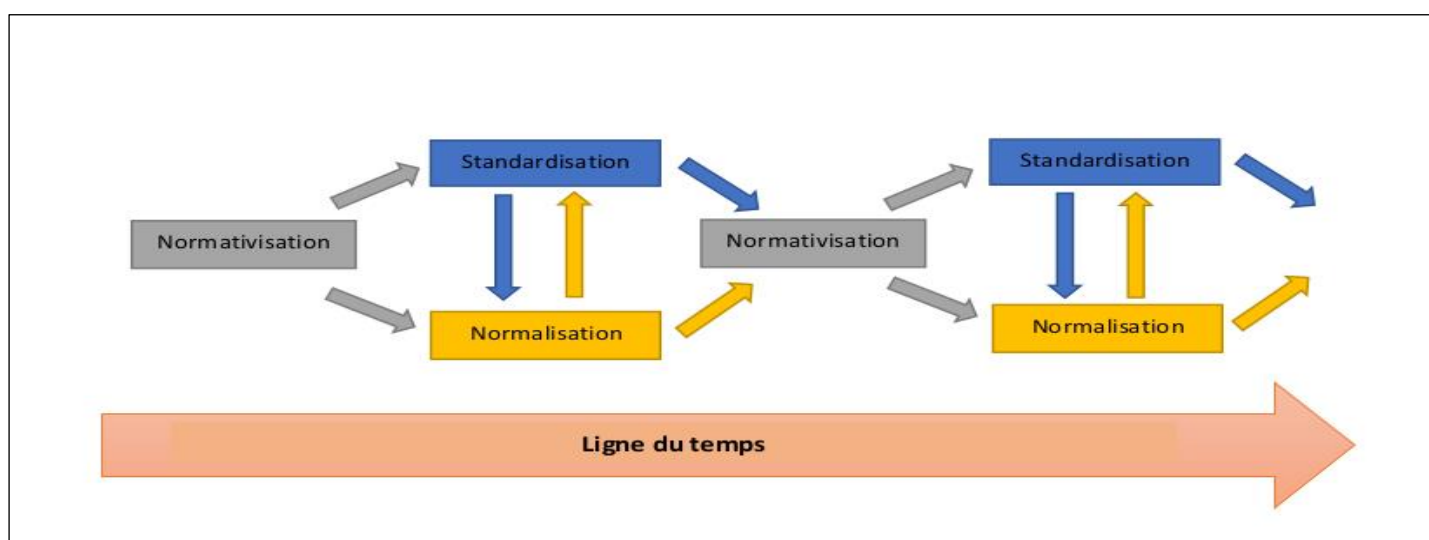 Standardisation
Standardisation
Normativisation
Normativisation
Normalisation
Normalisation
Ligne du temps